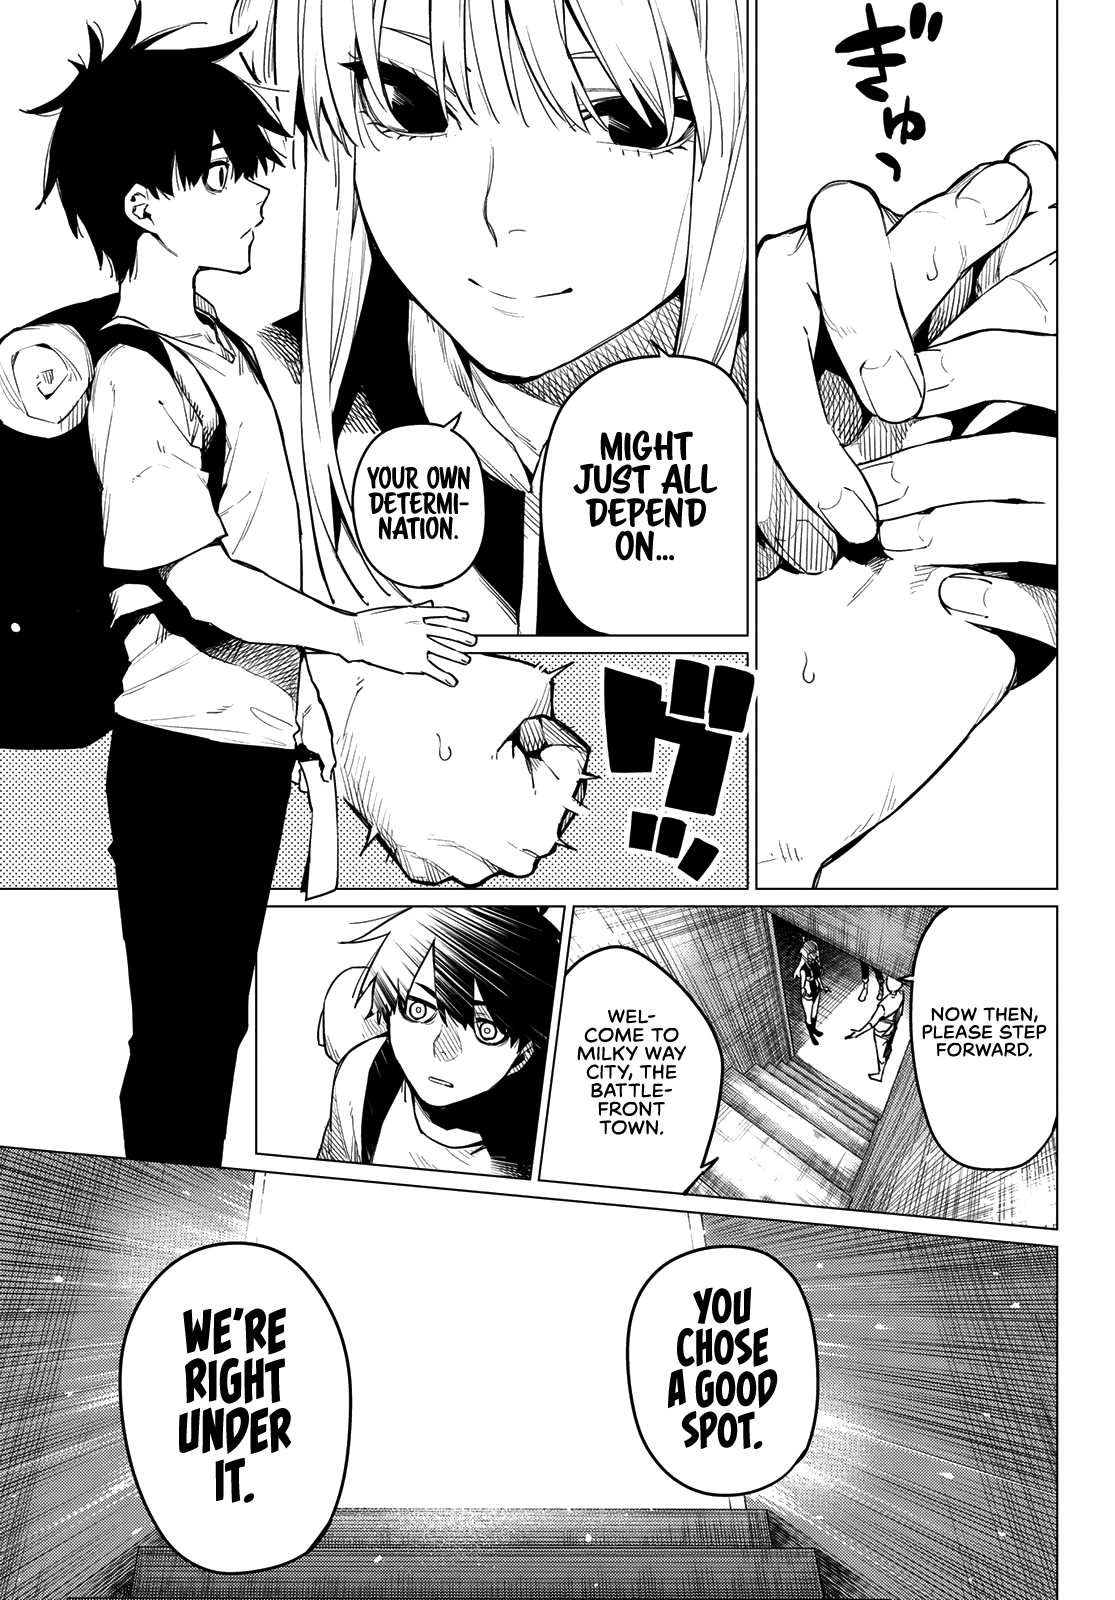 ぎゅっ
MIGHT
JUST ALL
DEPEND
ON...
YOUR OWN
DETERMI-
NATION.
グッ
NOW THEN,
PLEASE STEP
FORWARD.
WEL-
COME TO
MILKY WAY
CITY, THE
BATTLE-
FRONT
TOWN.
YOU
CHOSE
A GOOD
SPOT.
WE'RE
RIGHT
UNDER
IT.